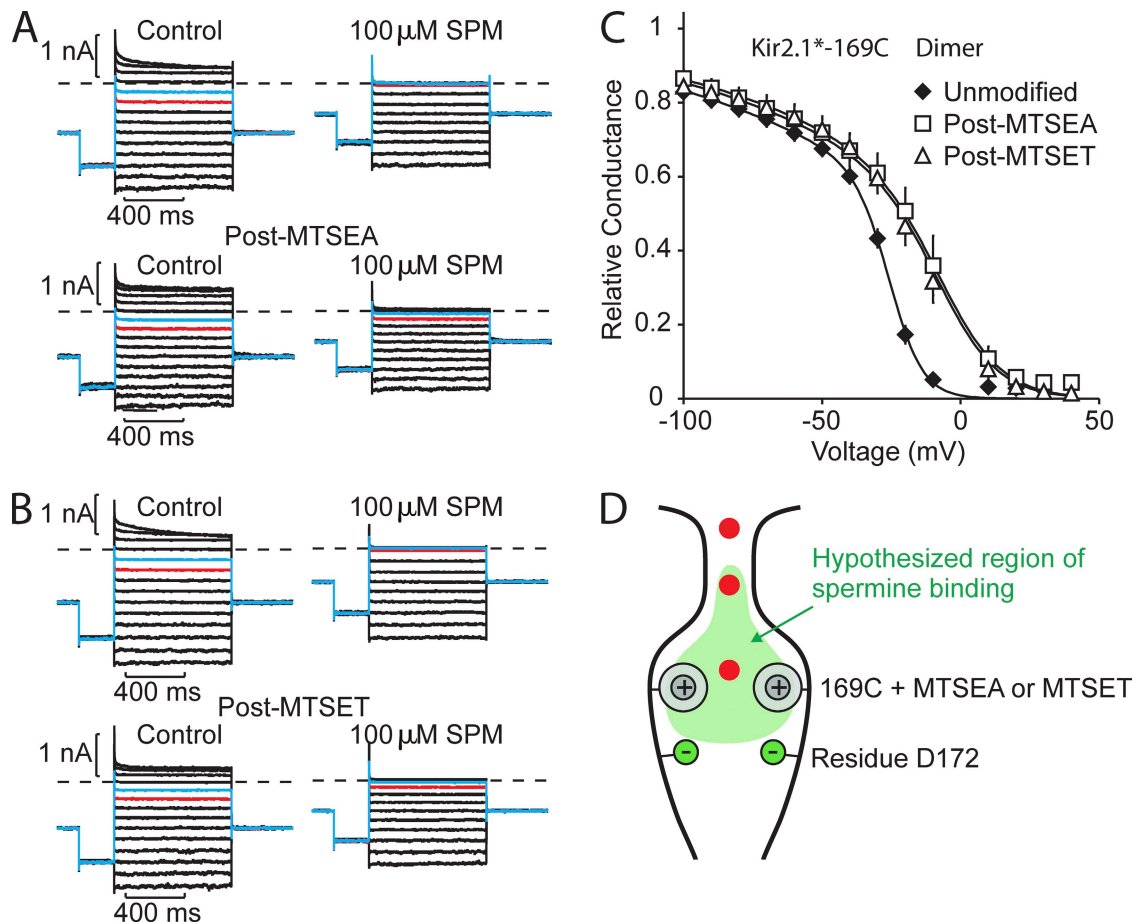 A
Control
100 μM SPM
1 nA
400 ms
Post-MTSEA
Control
100 μM SPM
1 nA
400 ms
B
Control
100 μM SPM
1 nA
400 ms
Post-MTSET
Control
100 μM SPM
1 nA
400 ms
C
Kir2.1*-169C Dimer
Unmodified
Post-MTSEA
Post-MTSET
Relative Conductance
1
0.8
0.6
0.4
0.2
0
-100 -50 0 50
Voltage (mV)
D
Hypothesized region of
spermine binding
+ +
169C + MTSEA or MTSET
- -
Residue D172